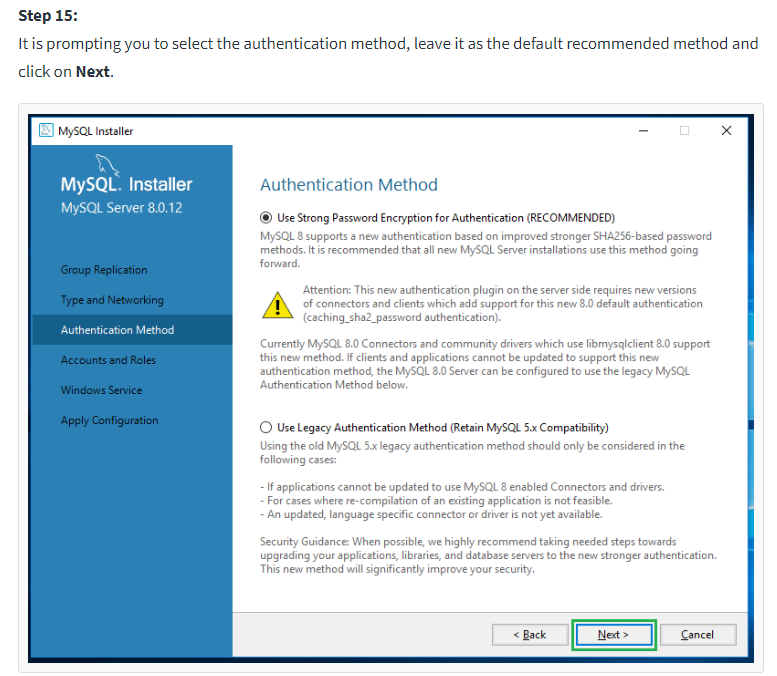 Step 15:
It is prompting you to select the authentication method, leave it as the default recommended method and
click on Next.
MySQL Installer
MySQL. Installer
MySQL Server 8.0.12
Group Replication
Type and Networking
Authentication Method
Accounts and Roles
Windows Service
Apply Configuration
Authentication Method
Use Strong Password Encryption for Authentication (RECOMMENDED)
MySQL 8 supports a new authentication based on improved stronger SHA256-based password
methods. It is recommended that all new MySQL Server installations use this method going
forward.
Attention: This new authentication plugin on the server side requires new versions
of connectors and clients which add support for this new 8.0 default authentication
(caching_sha2_password authentication).
Currently MySQL 8.0 Connectors and community drivers which use libmysqlclient 8.0 support
this new method. If clients and applications cannot be updated to support this new
authentication method, the MySQL 8.0 Server can be configured to use the legacy MySQL
Authentication Method below.
Use Legacy Authentication Method (Retain MySQL 5.x Compatibility)
Using the old MySQL 5.x legacy authentication method should only be considered in the
following cases:
- If applications cannot be updated to use MySQL 8 enabled Connectors and drivers.
- For cases where re-compilation of an existing application is not feasible.
- An updated, language specific connector or driver is not yet available.
Security Guidance: When possible, we highly recommend taking needed steps towards
upgrading your applications, libraries, and database servers to the new stronger authentication.
This new method will significantly improve your security.
< Back
Next >
Cancel